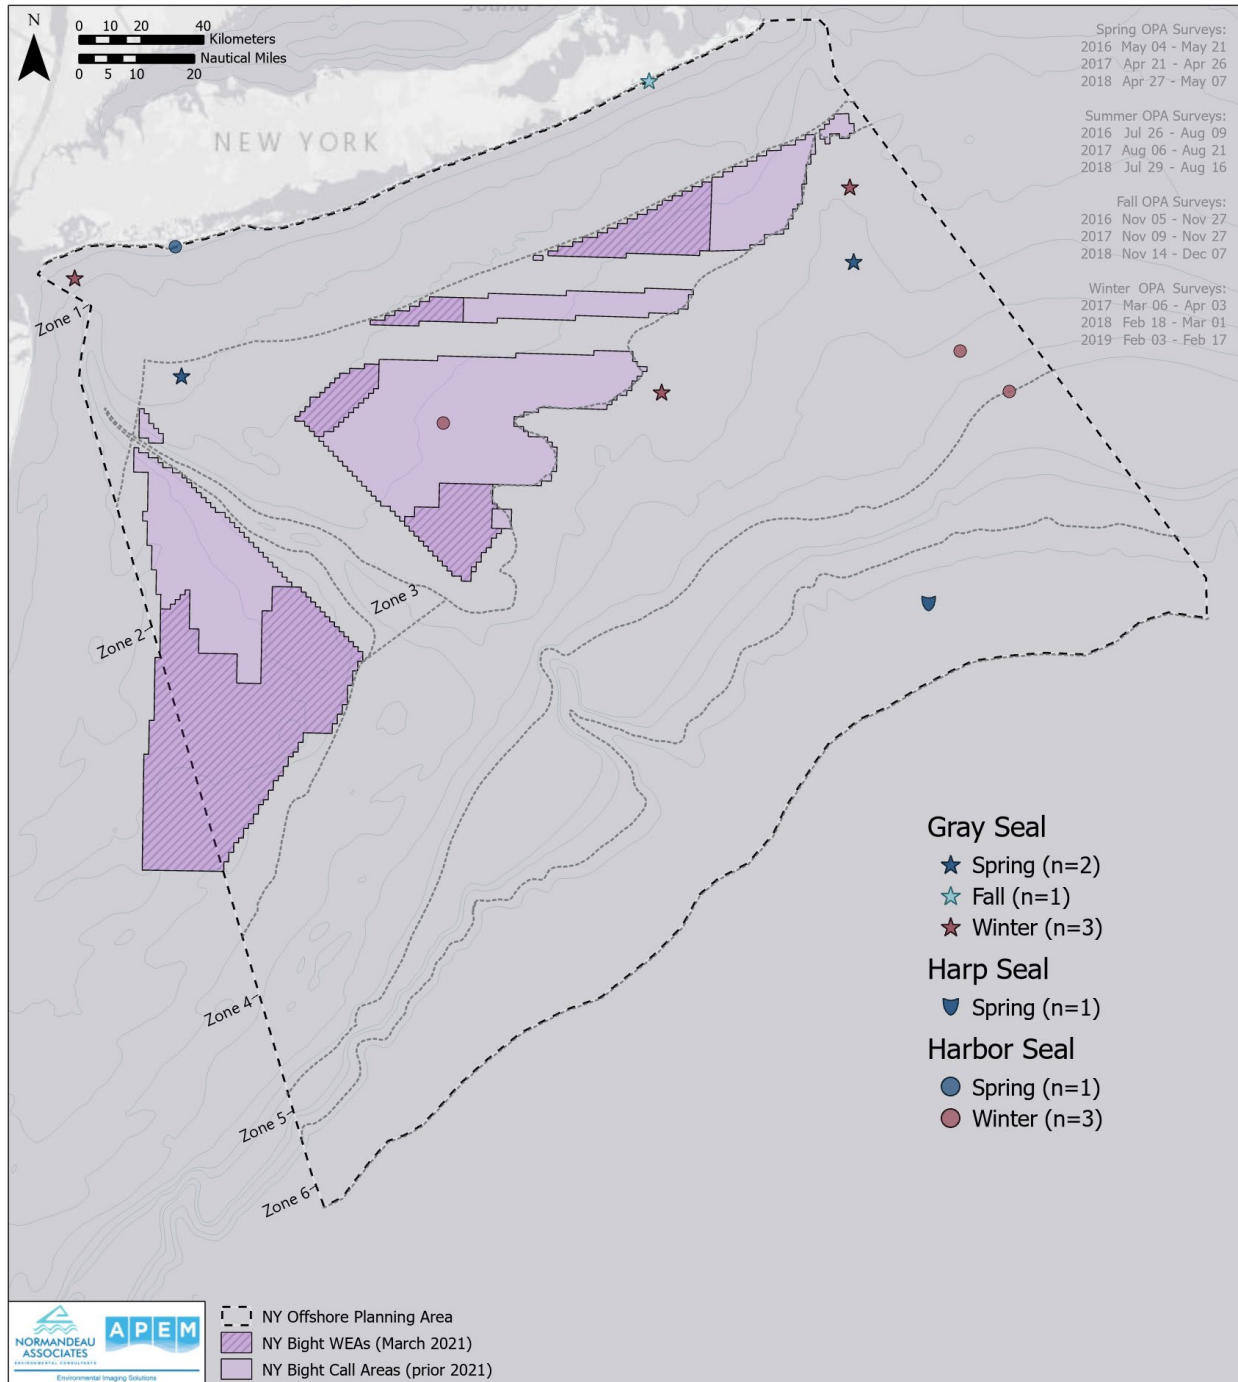 Sound
N
0 10 20 40
Kilometers
Nautical Miles
0 5 10 20
NEW YORK
Spring OPA Surveys:
2016 May 04 - May 21
2017 Apr 21 - Apr 26
2018 Apr 27 - May 07
Summer OPA Surveys:
2016 Jul 26 - Aug 09
2017 Aug 06 - Aug 21
2018 Jul 29 - Aug 16
Fall OPA Surveys:
2016 Nov 05 - Nov 27
2017 Nov 09 - Nov 27
2018 Nov 14 - Dec 07
Winter OPA Surveys:
2017 Mar 06 - Apr 03
2018 Feb 18 - Mar 01
2019 Feb 03 - Feb 17
Zone 1
Zone 3
Zone 2
Zone 4
Zone 5
Zone 6
Gray Seal
Spring (n=2)
Fall (n=1)
Winter (n=3)
Harp Seal
Spring (n=1)
Harbor Seal
Spring (n=1)
Winter (n=3)
NORMANDEAU
ASSOCIATES
ENVIRONMENTAL CONSULTANTS
APEM
Environmental Imaging Solutions
NY Offshore Planning Area
NY Bight WEAs (March 2021)
NY Bight Call Areas (prior 2021)